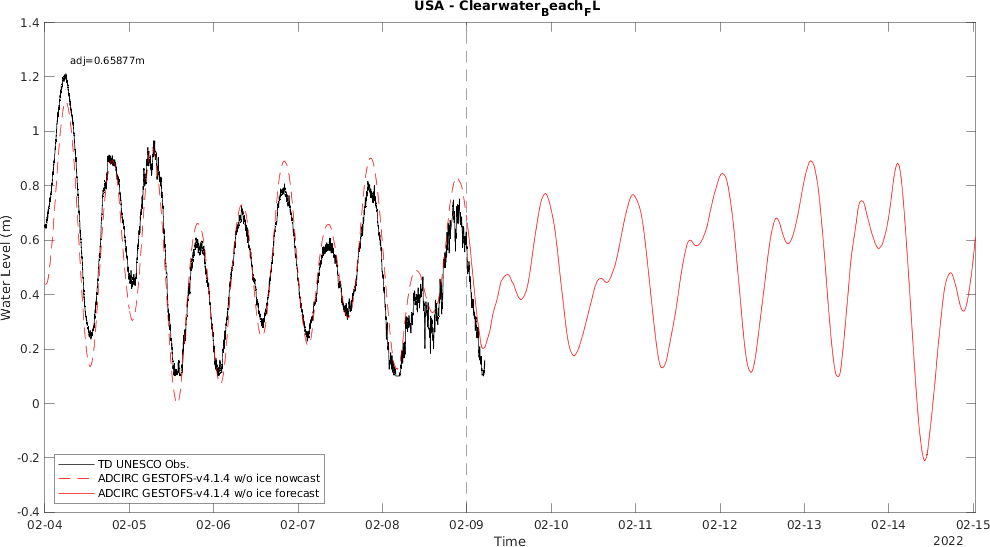 USA - Clearwater_Beach_FL
1.4
adj=0.65877m
1.2
1
0.8
0.6
0.4
0.2
0
-0.2
-0.4
Water Level (m)
TD UNESCO Obs.
ADCIRC GESTOFS-v4.1.4 w/o ice nowcast
ADCIRC GESTOFS-v4.1.4 w/o ice forecast
02-04 02-05 02-06 02-07 02-08 02-09 02-10 02-11 02-12 02-13 02-14 02-15
Time
2022